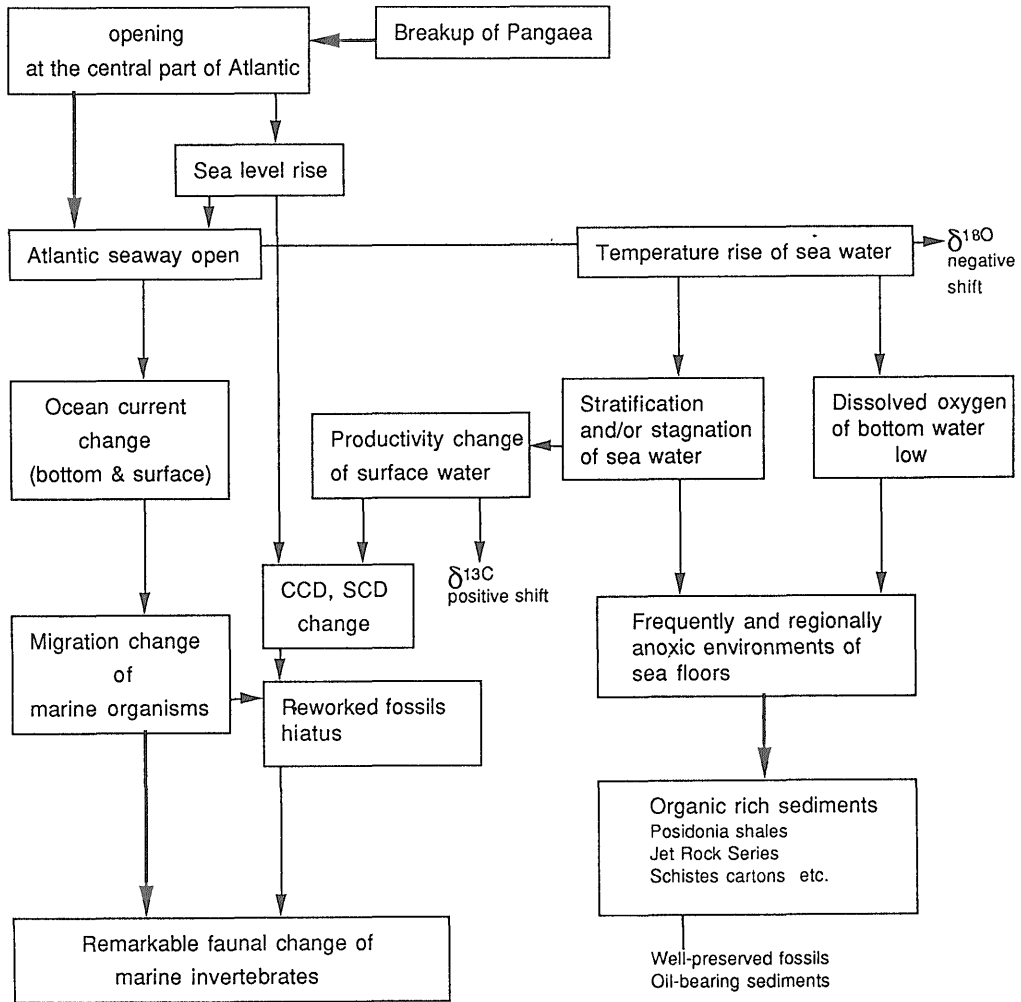 opening
at the central part of Atlantic
Breakup of Pangaea
Sea level rise
Atlantic seaway open
Temperature rise of sea water
δ18O
negative
shift
Ocean current
change
(bottom & surface)
Productivity change
of surface water
Stratification
and/or stagnation
of sea water
Dissolved oxygen
of bottom water
low
CCD, SCD
change
δ13C
positive shift
Frequently and regionally
anoxic environments of
sea floors
Migration change
of
marine organisms
Reworked fossils
hiatus
Organic rich sediments
Posidonia shales
Jet Rock Series
Schistes cartons etc.
Remarkable faunal change of
marine invertebrates
Well-preserved fossils
Oil-bearing sediments